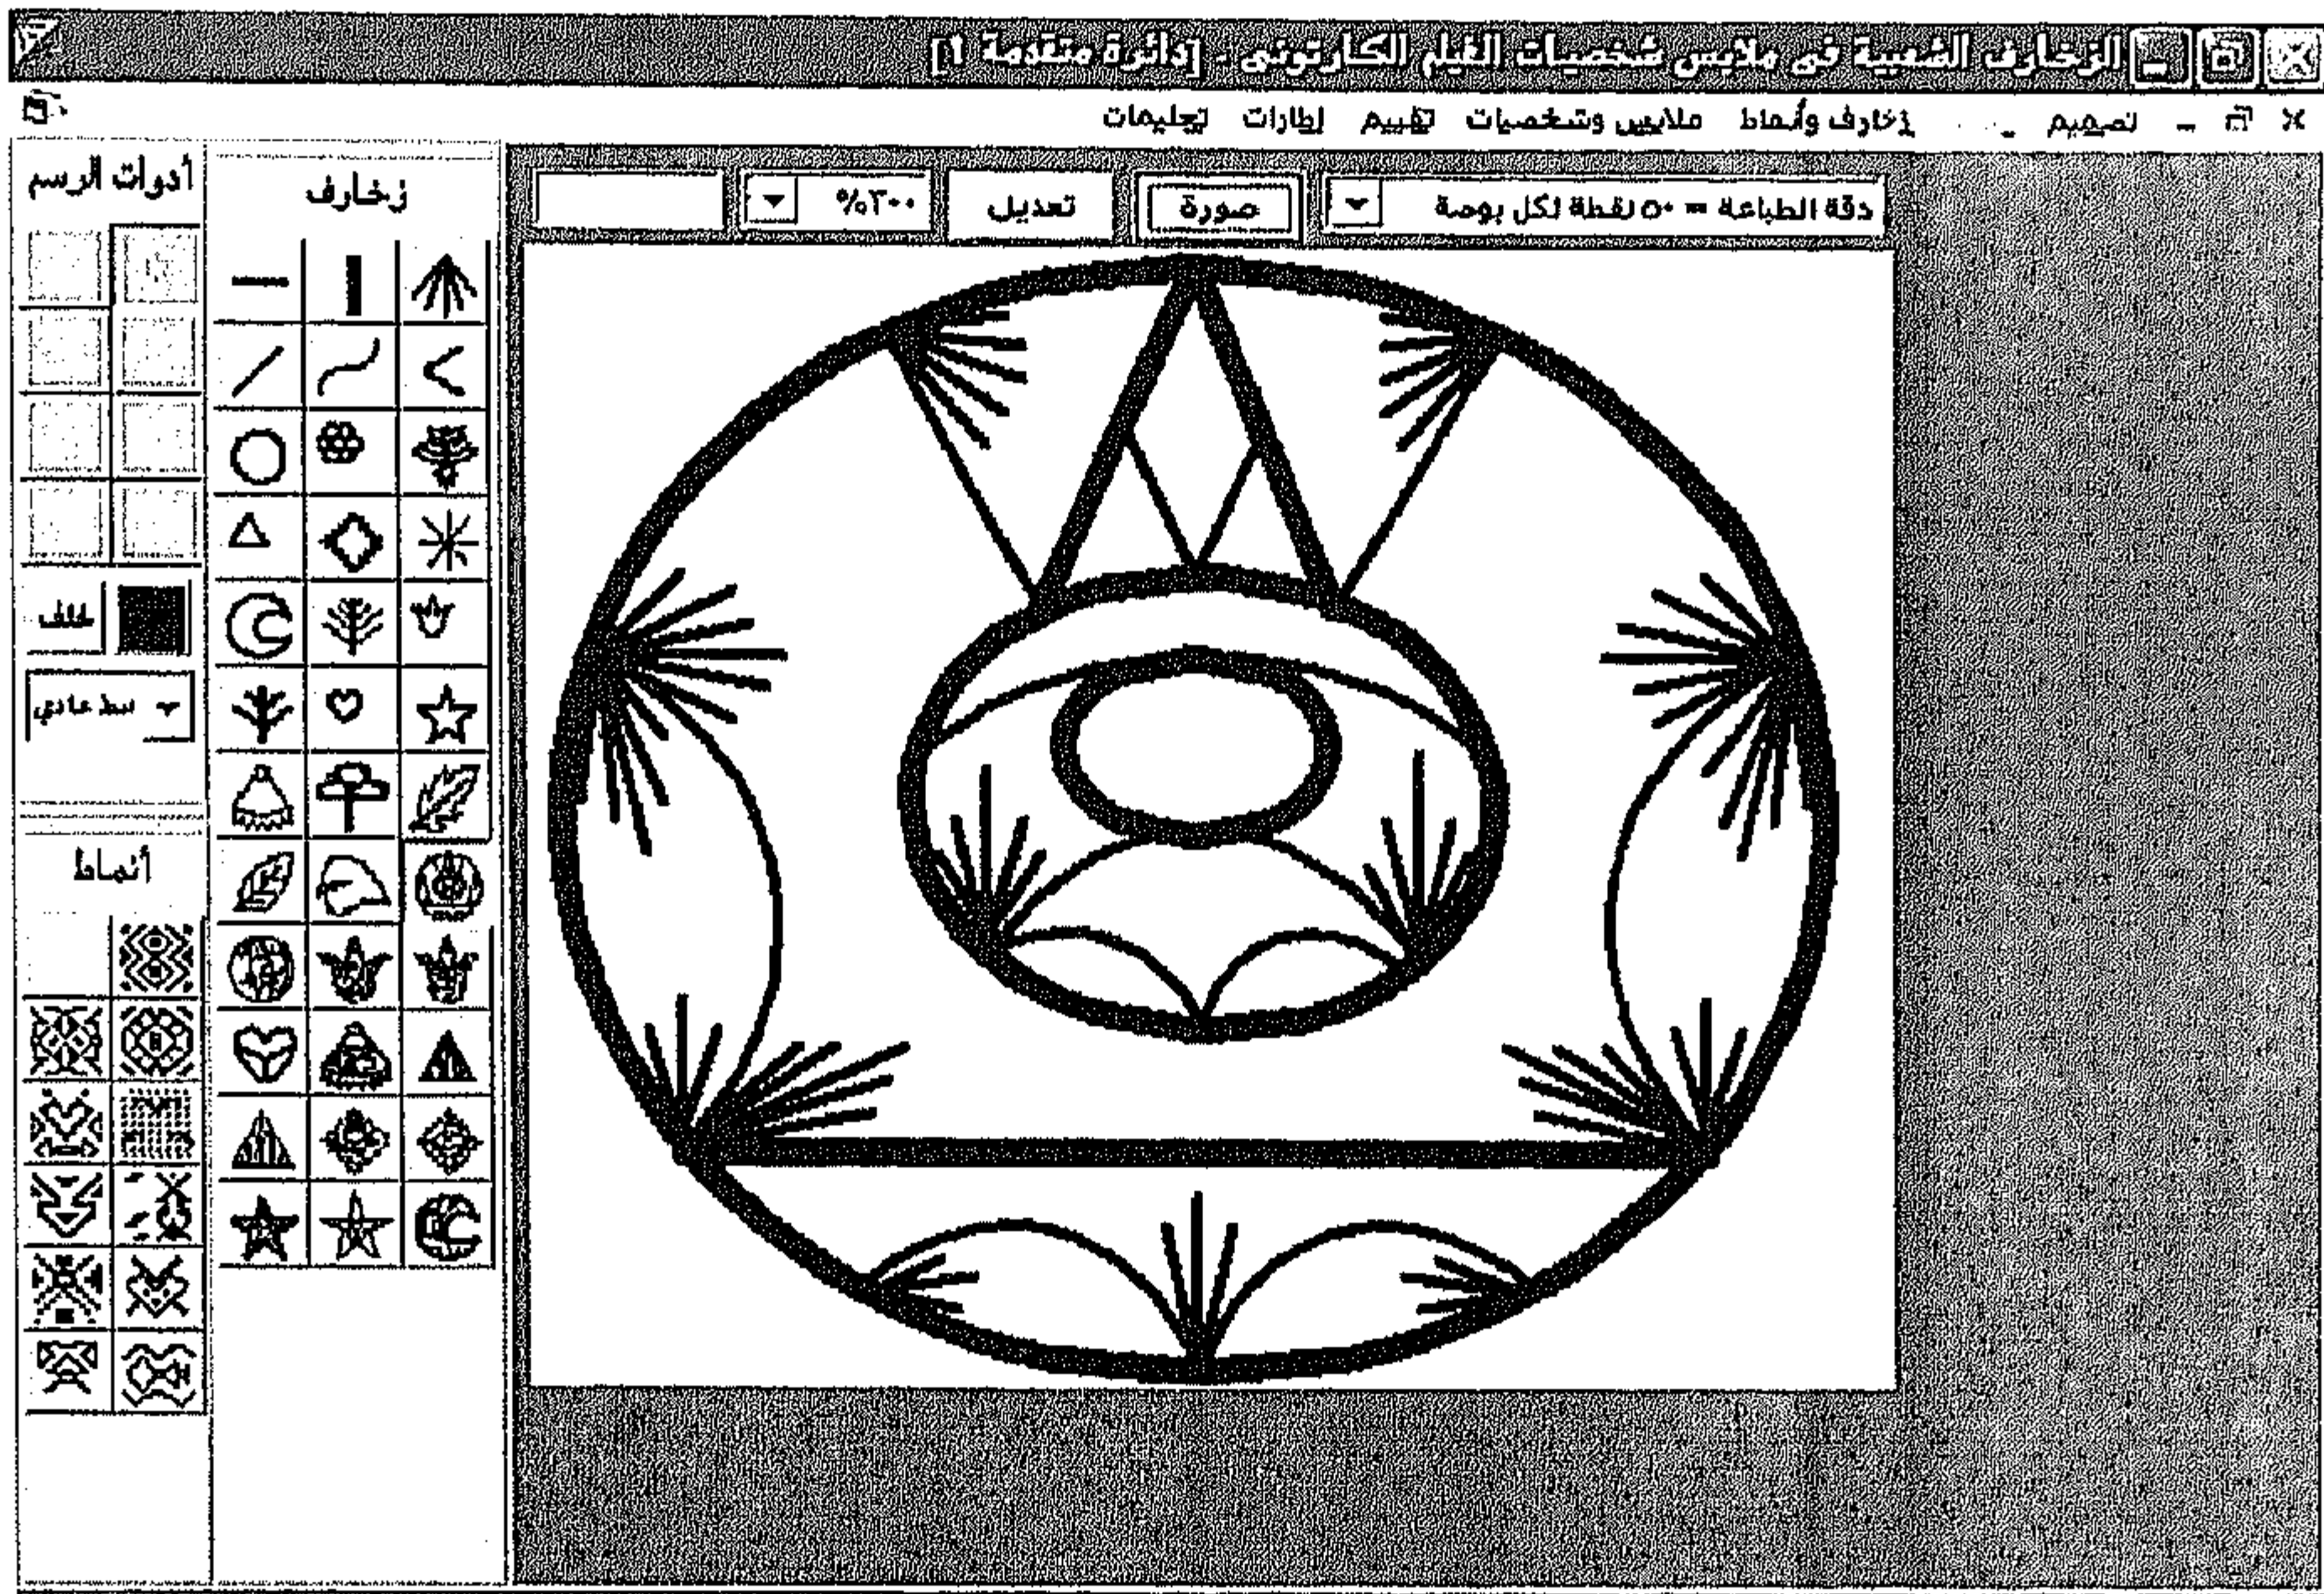 الزخارف الشعبية فى ملابس شخصيات الفيلم الكارتونى - [دائرة متقدمة 1]
تصميم زخارف وأنماط ملابس وشخصيات تقييم إطارات تعليمات
دقة الطباعة = ٥٠ نقطة لكل بوصة
صورة
تعديل
٣٠٠%
زخارف
أدوات الرسم
خلف
عادي
أنماط